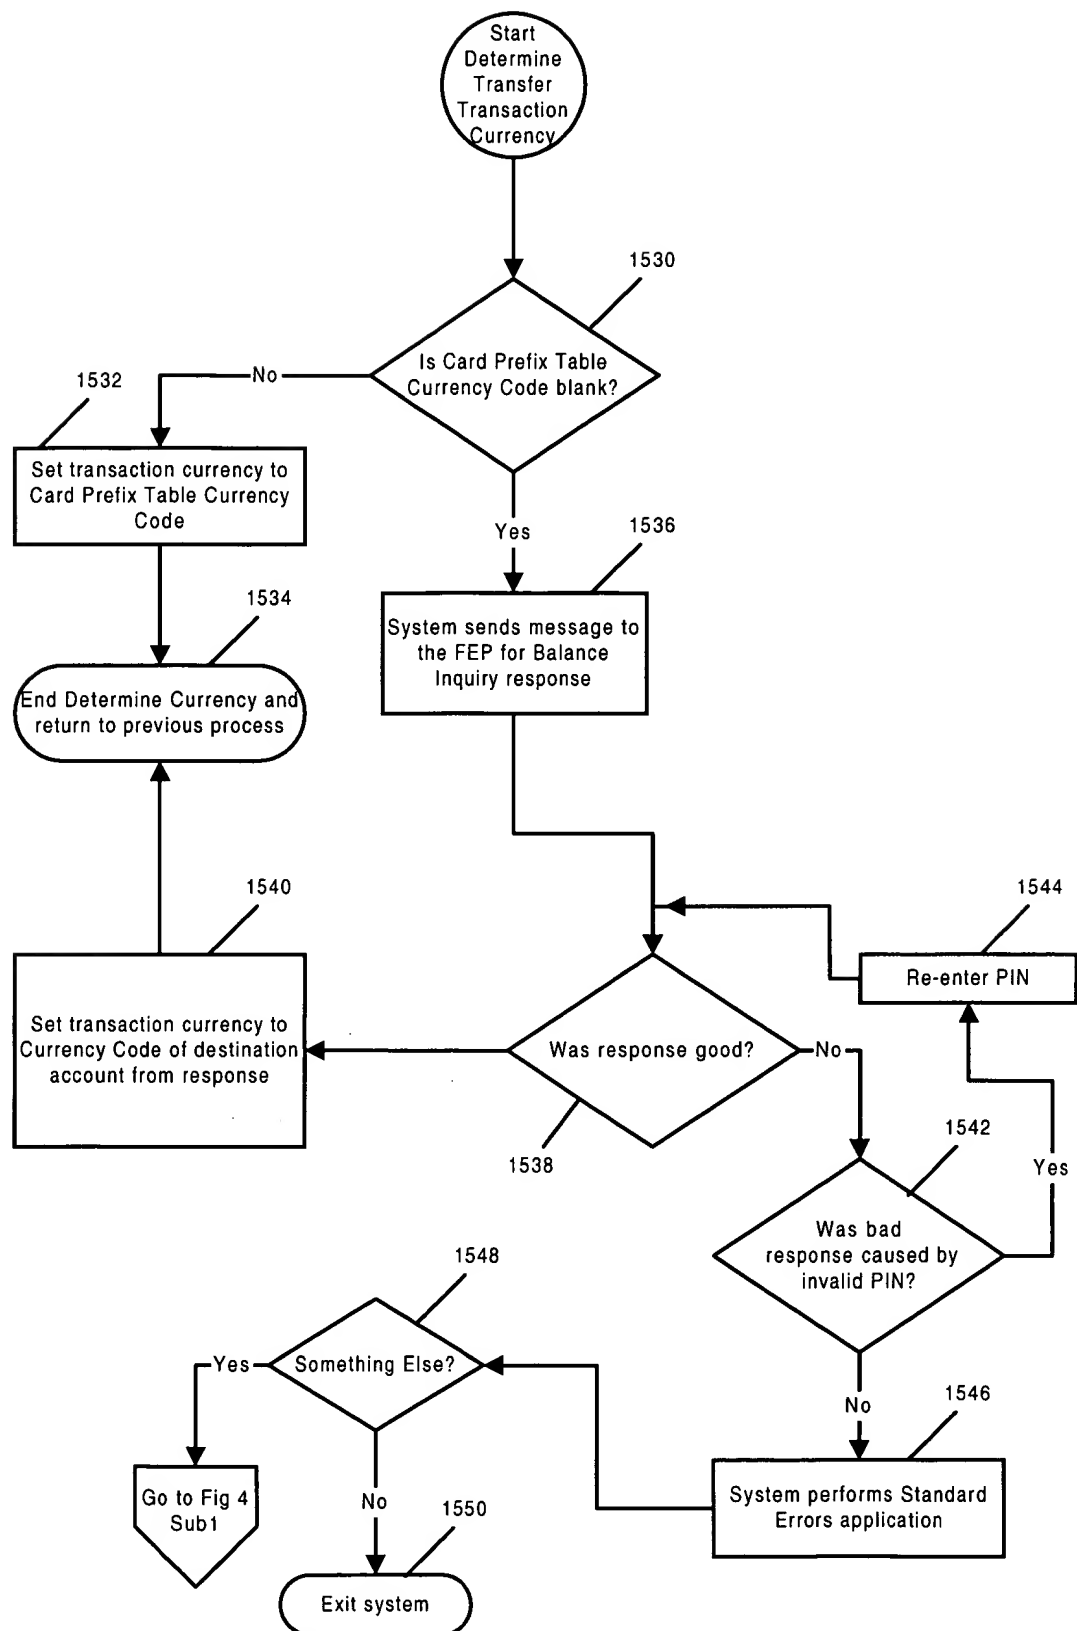 Start
Determine
Transfer
Transaction
Currency
1530
Is Card Prefix Table
Currency Code blank?
No
1532
Set transaction currency to
Card Prefix Table Currency
Code
Yes
1536
System sends message to
the FEP for Balance
Inquiry response
1534
End Determine Currency and
return to previous process
1540
Set transaction currency to
Currency Code of destination
account from response
1544
Re-enter PIN
Was response good?
No
1538
1542
Yes
Was bad
response caused by
invalid PIN?
1548
Something Else?
Yes
No
1546
System performs Standard
Errors application
Go to Fig 4
Sub1
No
1550
Exit system